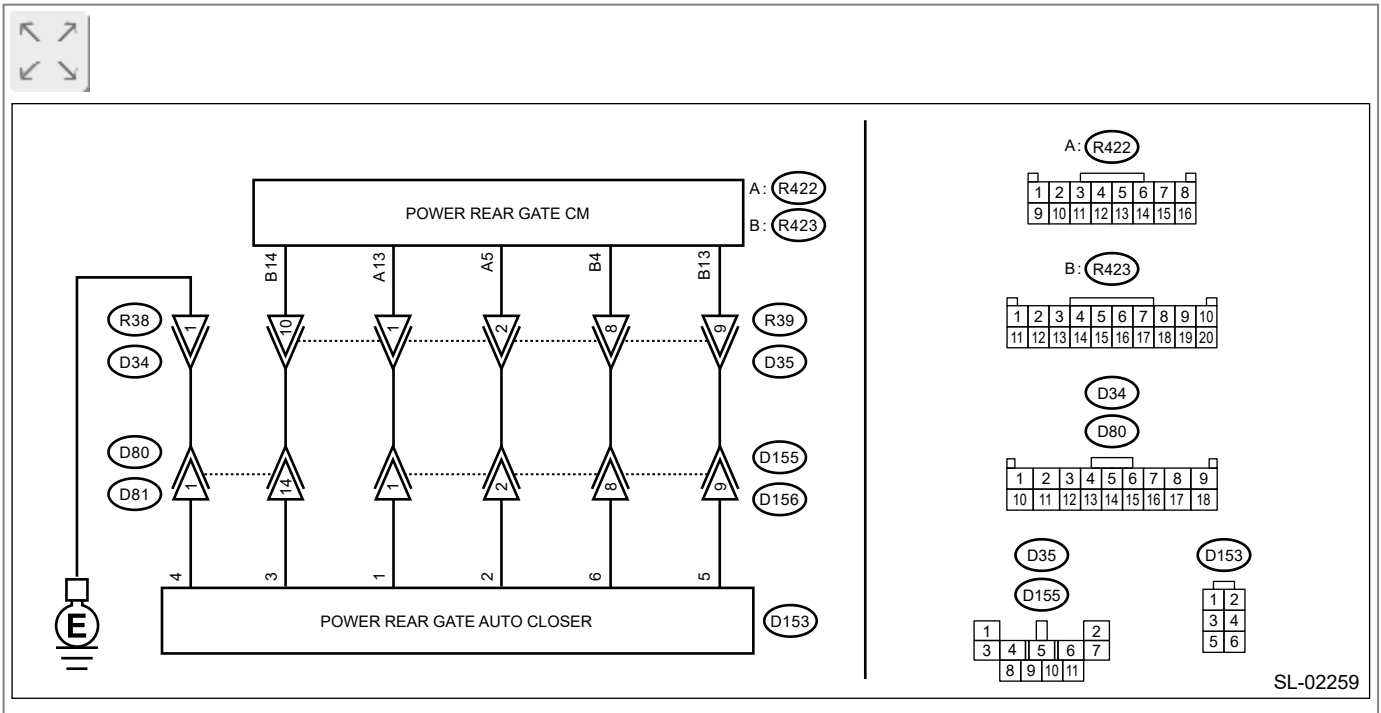 A: R422
POWER REAR GATE CM
B: R423
B14 A13 A5 B4 B13
R38 1 10 1 2 8 9 R39
D34 D35
D80 D155
D81 1 14 1 2 8 9 D156
4 3 1 2 6 5
POWER REAR GATE AUTO CLOSER D153
E
A: R422
1 2 3 4 5 6 7 8
9 10 11 12 13 14 15 16
B: R423
1 2 3 4 5 6 7 8 9 10
11 12 13 14 15 16 17 18 19 20
D34
D80
1 2 3 4 5 6 7 8 9
10 11 12 13 14 15 16 17 18
D35
D155
1 2
3 4 5 6 7
8 9 10 11
D153
1 2
3 4
5 6
SL-02259